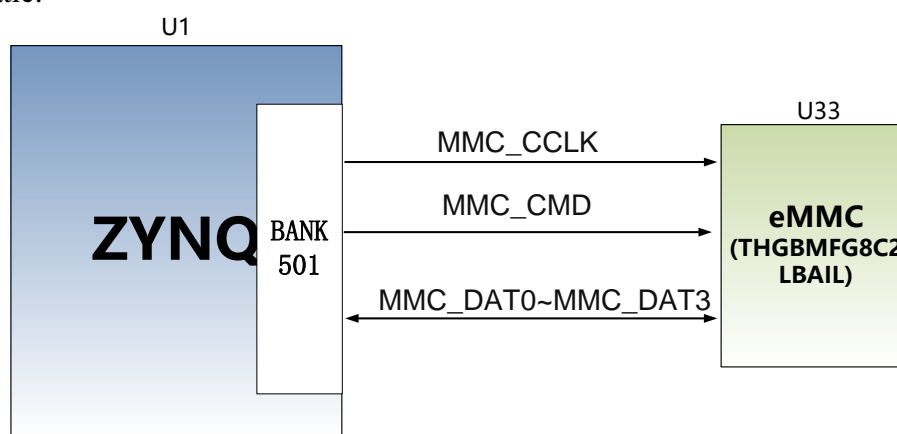 U1
U33
MMC_CCLK
MMC_CMD
ZYNQ
BANK
501
eMMC
(THGBMFG8C2
LBAIL)
MMC_DAT0~MMC_DAT3